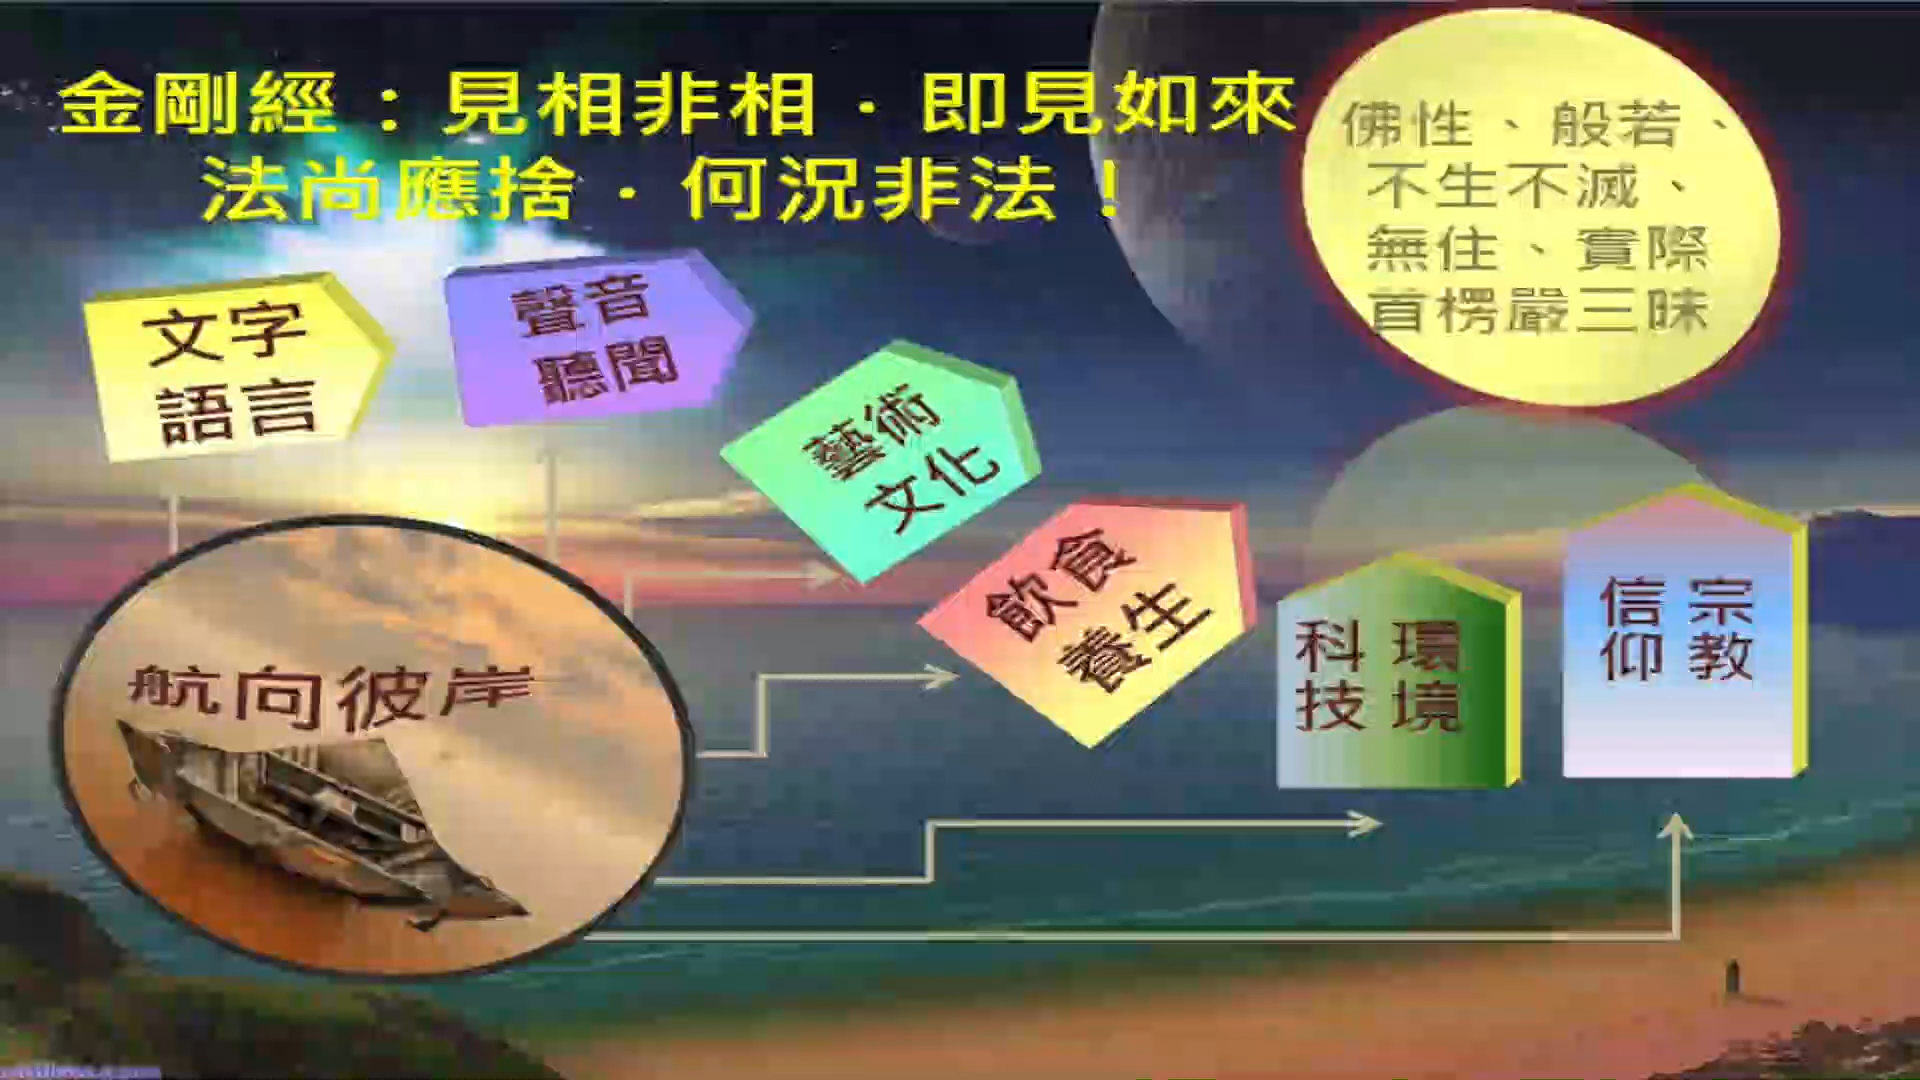 金剛經：見相非相．即見如來
法尚應捨．何況非法！
佛性、般若、
不生不滅、
無住、實際
首楞嚴三昧
文字
語言
聲音
聽聞
藝術
文化
飲食
養生
科 環
技 境
信 宗
仰 教
航向彼岸